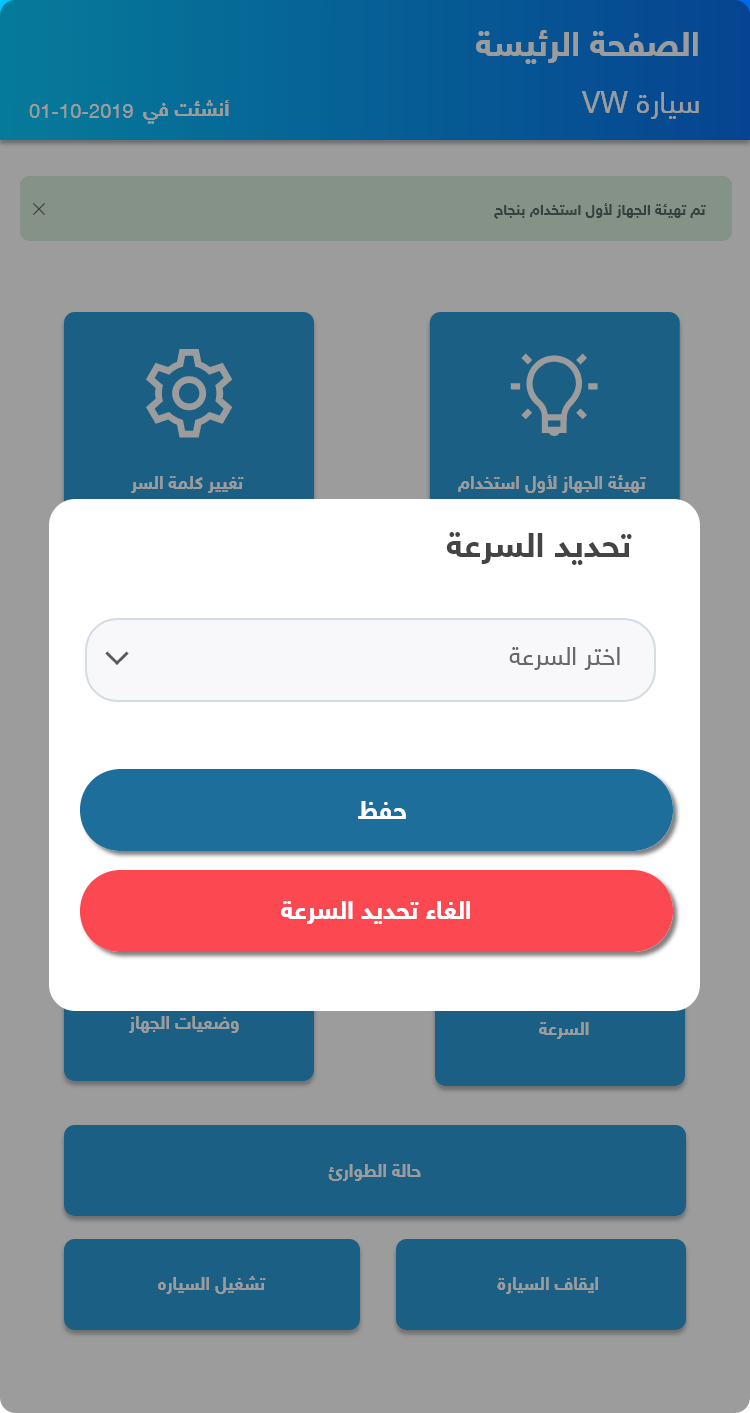 الصفحة الرئيسة
سيارة VW
أنشئت في 2019-10-01
تم تهيئة الجهاز لأول استخدام بنجاح
تهيئة الجهاز لأول استخدام
تغيير كلمة السر
تحديد السرعة
اختر السرعة
حفظ
الغاء تحديد السرعة
السرعة
وضعيات الجهاز
حالة الطوارئ
ايقاف السيارة
تشغيل السياره